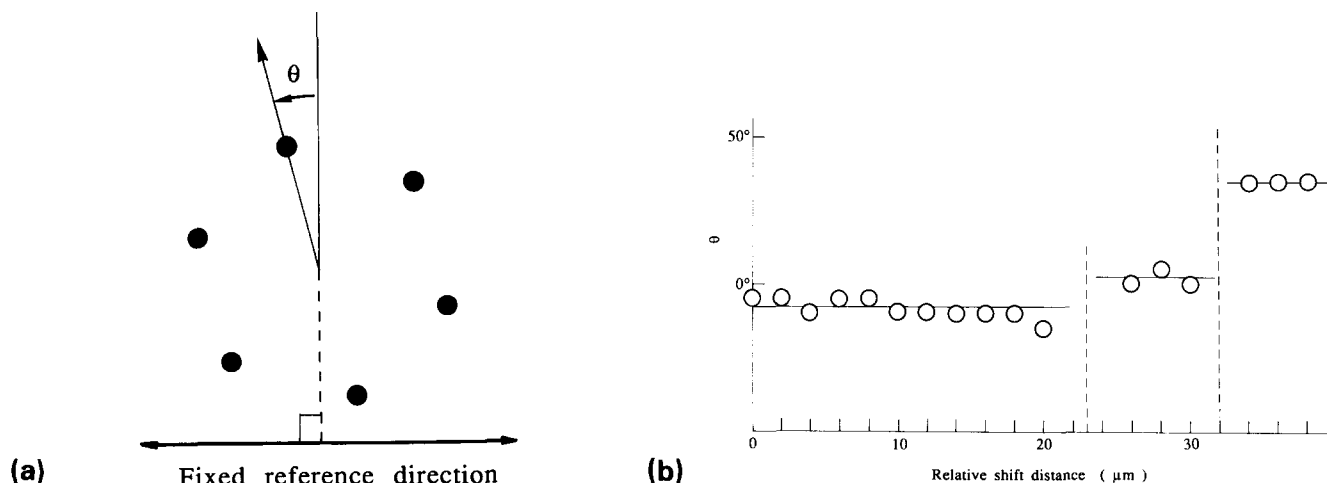 θ
(a)
Fixed reference direction
50°
θ
0°
0 10 20 30
(b)
Relative shift distance ( μm )